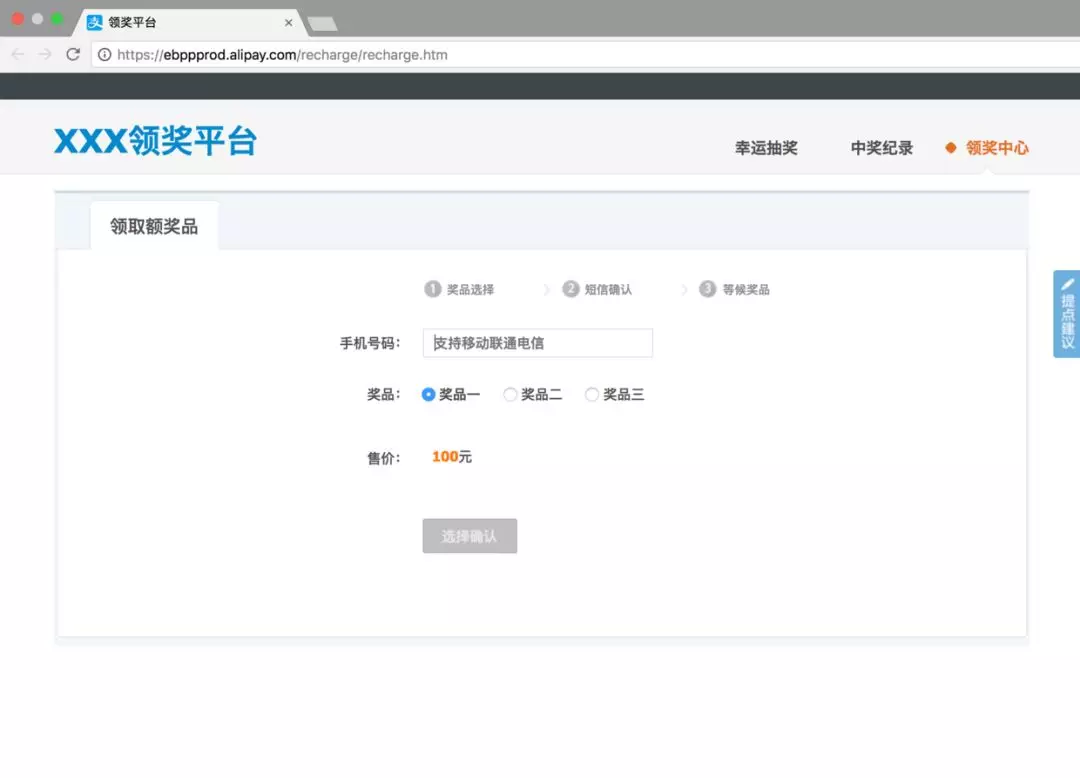 领奖平台
https://ebppprod.alipay.com/recharge/recharge.htm
XXX领奖平台
幸运抽奖 中奖纪录 领奖中心
领取额奖品
1 奖品选择 2 短信确认 3 等候奖品
手机号码： 支持移动联通电信
奖品： 奖品一 奖品二 奖品三
售价： 100元
选择确认
提点建议